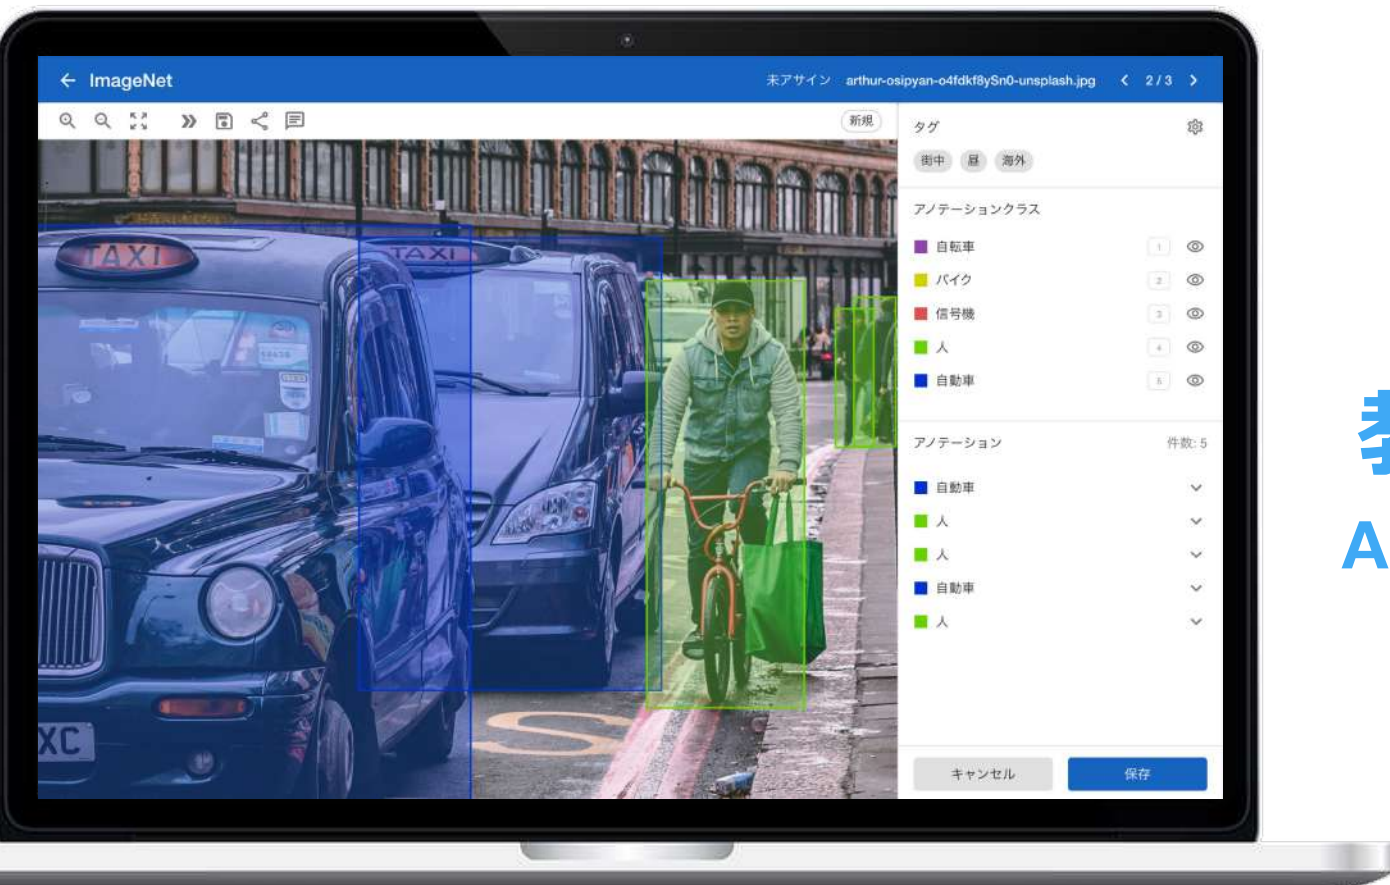 ImageNet
未アサイン arthur-osipyan-o4fdkf8ySn0-unsplash.jpg 2 / 3
新規
タグ
街中 昼 海外
アノテーションクラス
自転車 1
バイク 2
信号機 3
人 4
自動車 5
アノテーション 件数: 5
自動車
人
人
自動車
人
キャンセル 保存
TAXI
TAXI
XC
A